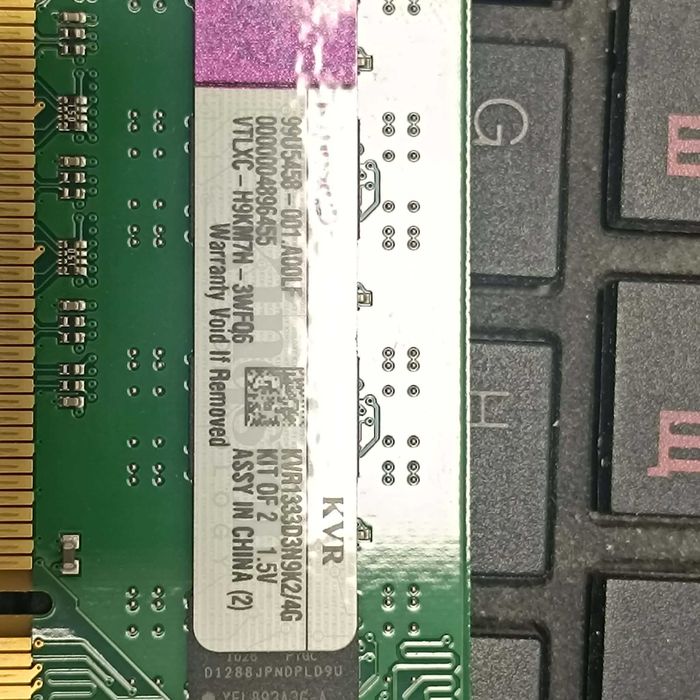 KVR
KVR1333D3N9K2/4G
KIT OF 2 1.5V
ASSY IN CHINA (2)
9905458-001.A00LF
0000004896455
VTLXC-H9KM7H-3WF06
Warranty Void If Removed
D1288JPNDPLD9U
G
H